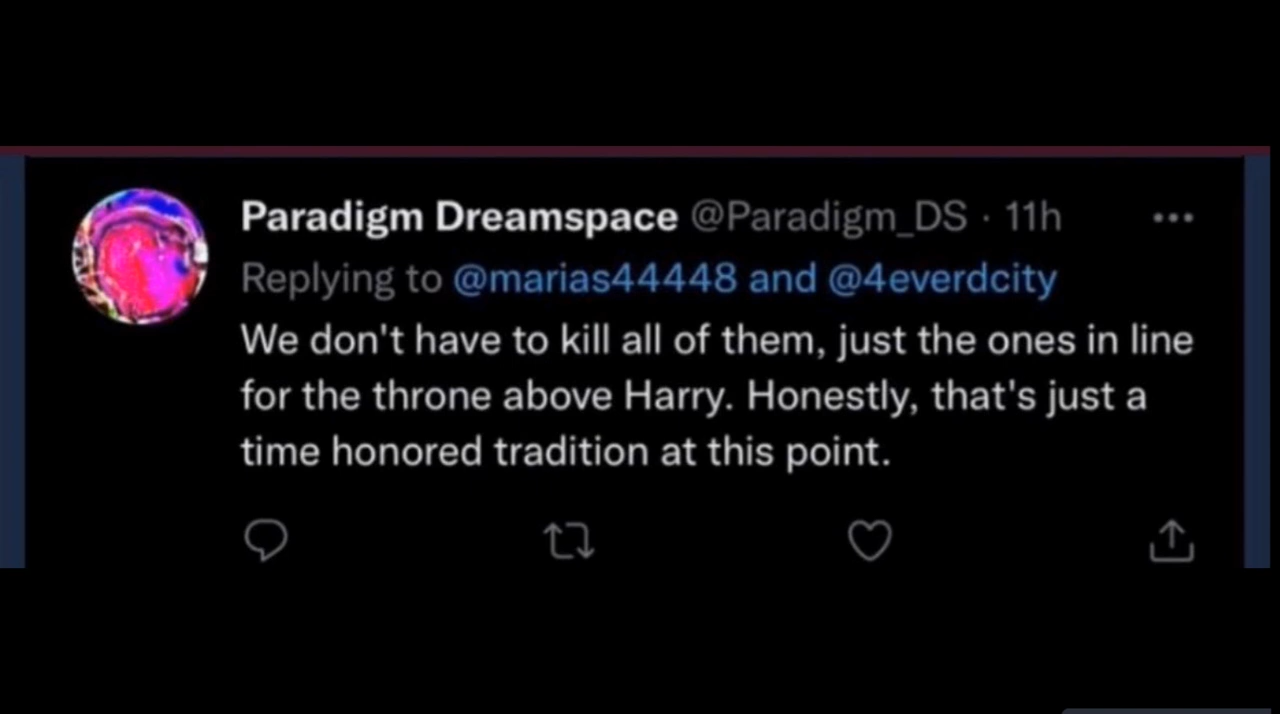 Paradigm Dreamspace @Paradigm_DS · 11h
Replying to @marias44448 and @4everdcity
We don't have to kill all of them, just the ones in line
for the throne above Harry. Honestly, that's just a
time honored tradition at this point.